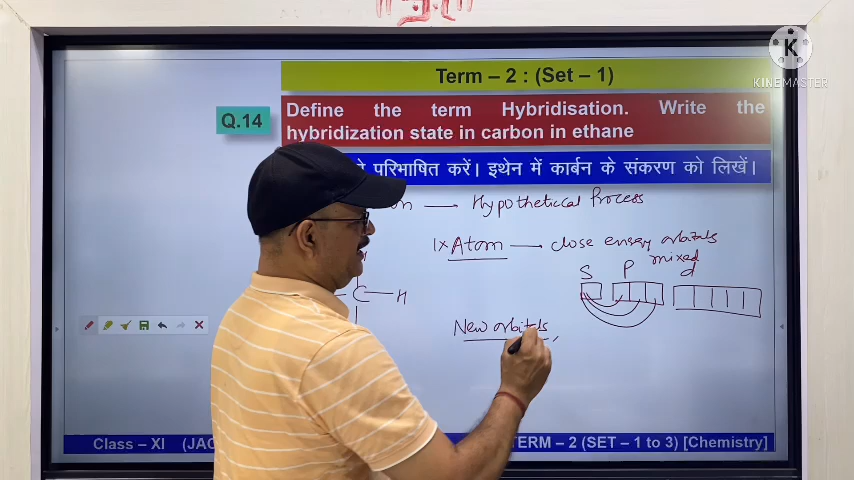 K
KINEMASTER
Term – 2 : (Set – 1)
Q.14
Define the term Hybridisation. Write the
hybridization state in carbon in ethane
परिभाषित करें। इथेन में कार्बन के संकरण को लिखें।
Hypothetical Process
1x Atom — close energy orbitals
mixed
S P d
C — H
New orbitals
Class – XI (JAC
TERM – 2 (SET – 1 to 3) [Chemistry]